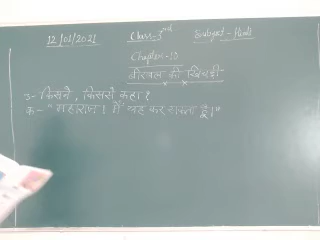 12/01/2021 Class-3rd Subject - Hindi
Chapter-10
बीरबल की खिचड़ी
3- किसने, किससे कहा?
क- "महाराज! मैं यह कर सकता हूँ।"